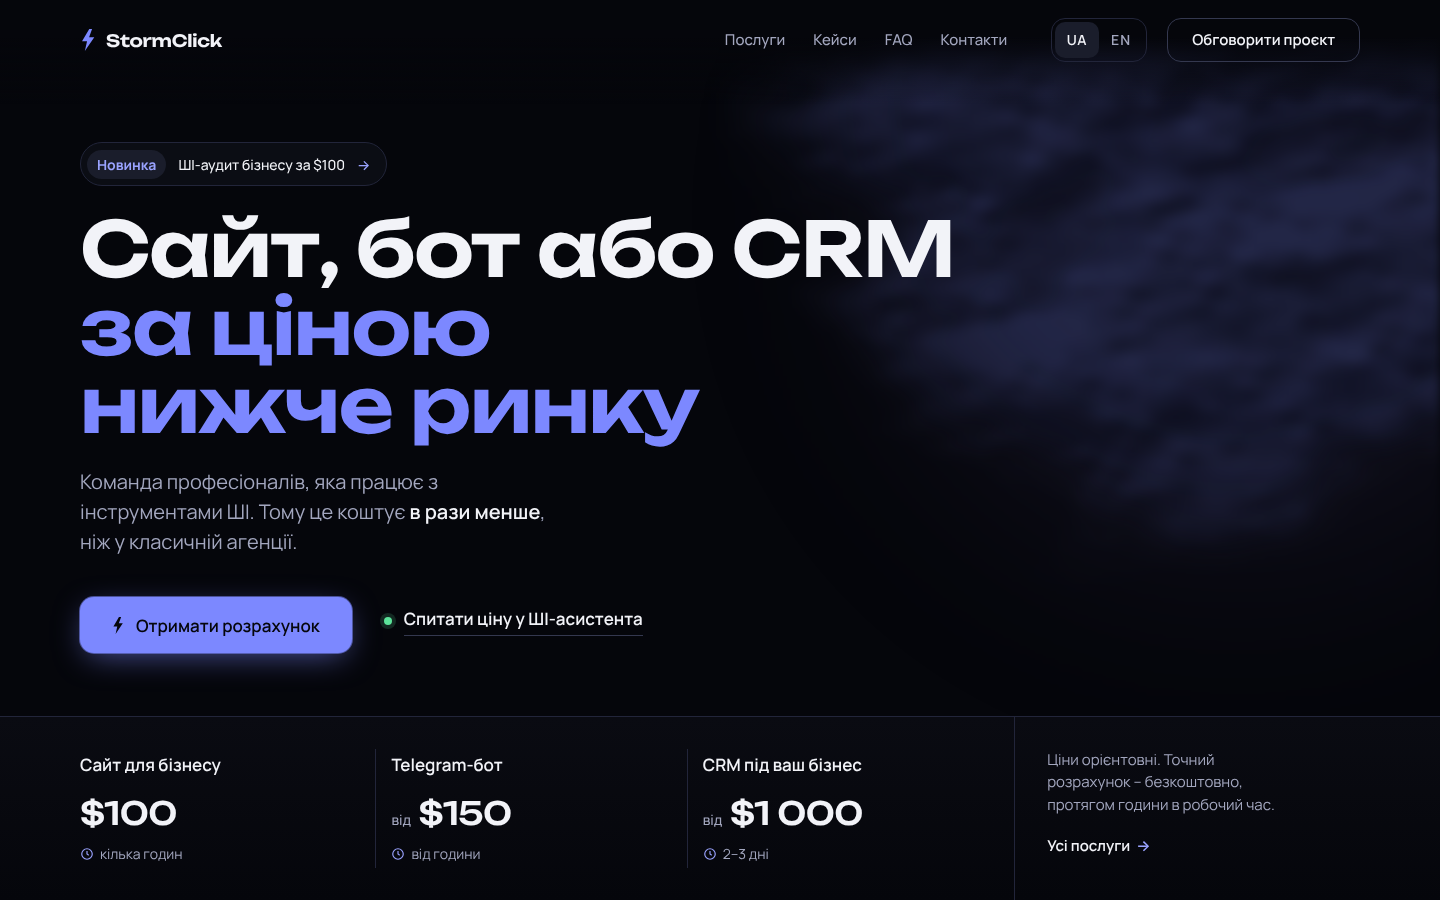 StormClick
Послуги
Кейси
FAQ
Контакти
UA
EN
Обговорити проєкт
Новинка
ШІ-аудит бізнесу за $100 →
Сайт, бот або CRM
за ціною
нижче ринку
Команда професіоналів, яка працює з
інструментами ШІ. Тому це коштує в рази менше,
ніж у класичній агенції.
Отримати розрахунок
Спитати ціну у ШІ-асистента
Сайт для бізнесу
$100
кілька годин
Telegram-бот
від $150
від години
CRM під ваш бізнес
від $1 000
2–3 дні
Ціни орієнтовні. Точний
розрахунок – безкоштовно,
протягом години в робочий час.
Усі послуги →